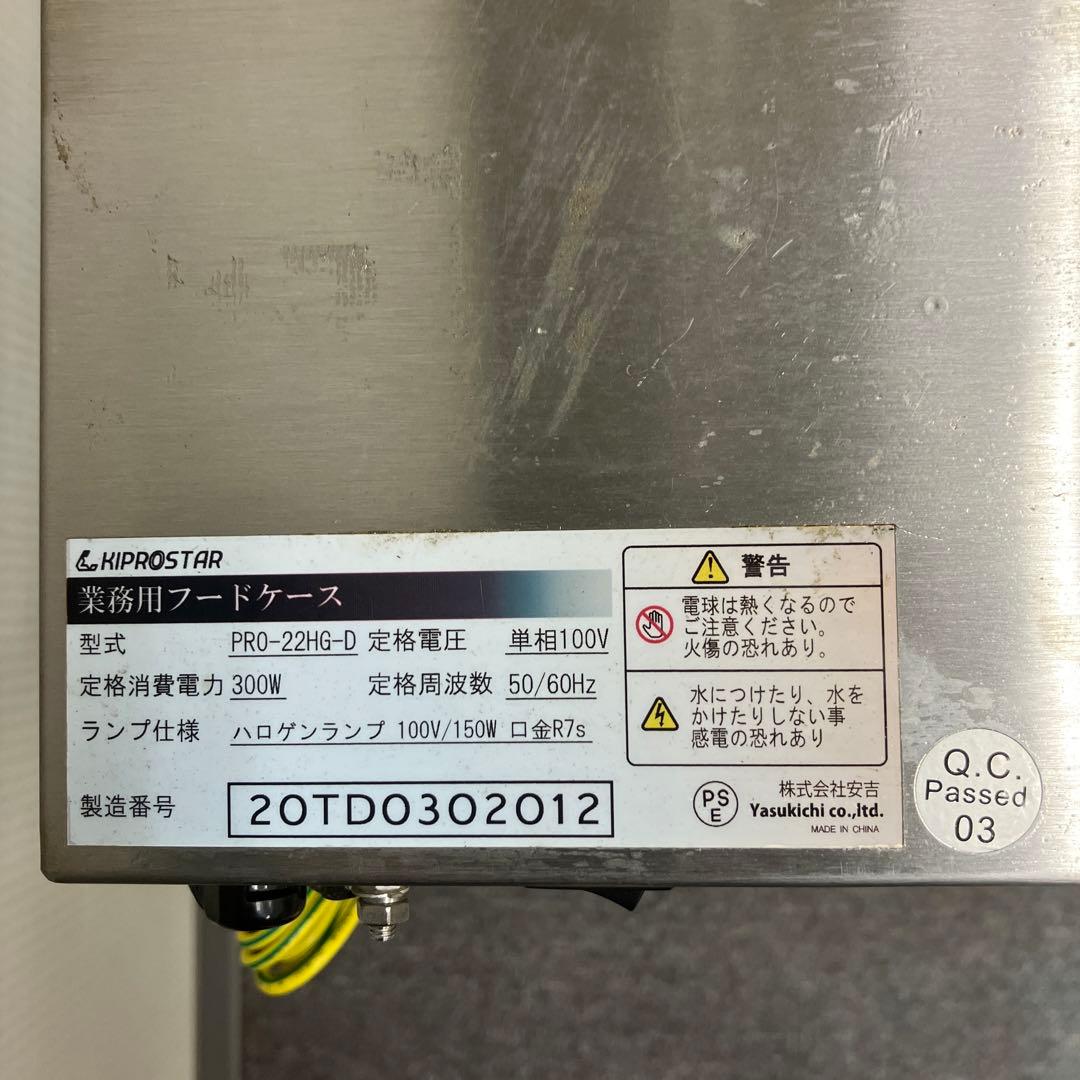 KIPROSTAR
業務用フードケース
型式 PRO-22HG-D 定格電圧 単相100V
定格消費電力 300W 定格周波数 50/60Hz
ランプ仕様 ハロゲンランプ 100V/150W 口金R7s
製造番号 20TD0302012
警告
電球は熱くなるので
ご注意ください。
火傷の恐れあり。
水につけたり、水を
かけたりしない事
感電の恐れあり
PS
E
株式会社安吉
Yasukichi co.,ltd.
MADE IN CHINA
Q.C.
Passed
03